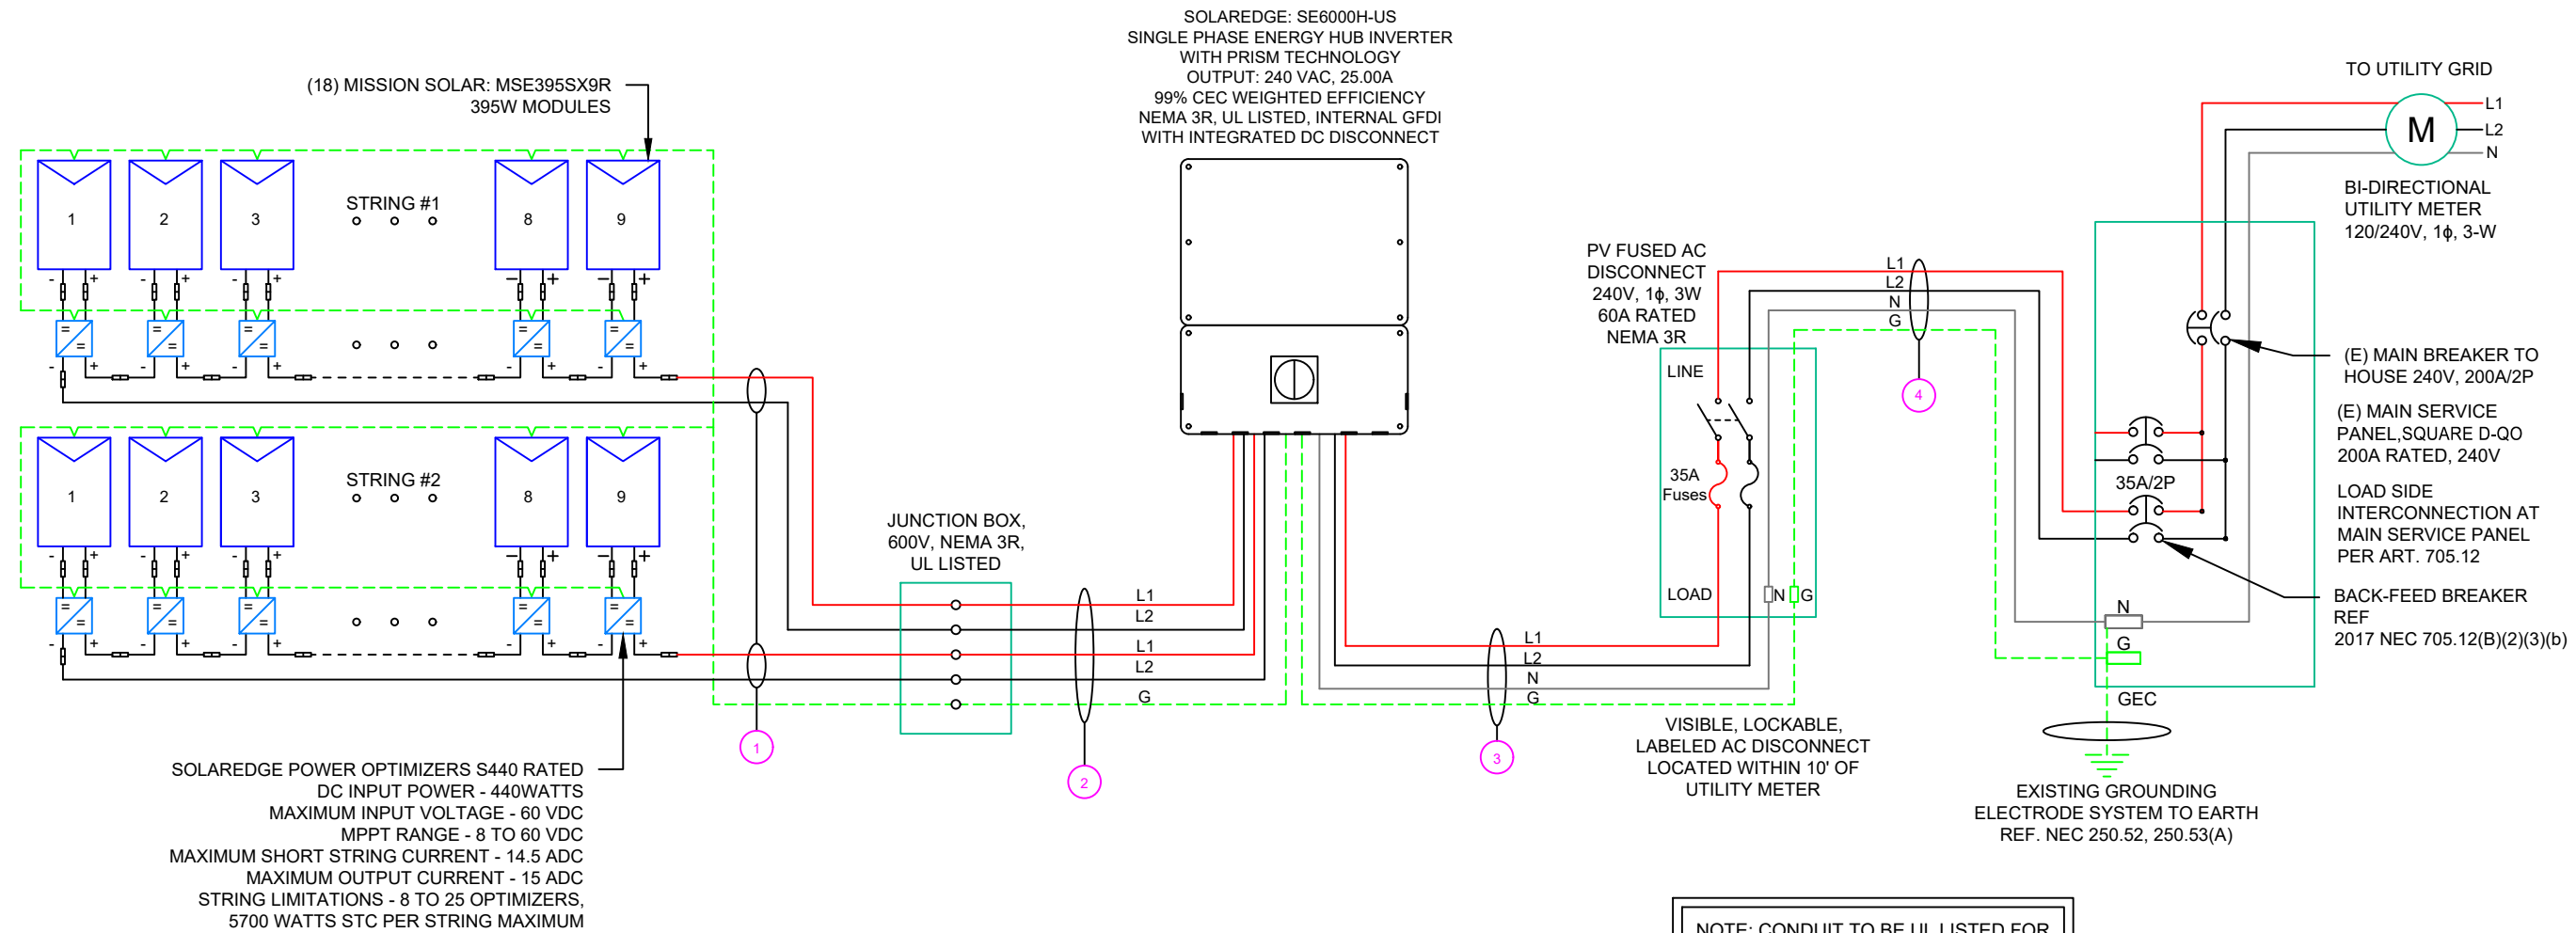 SOLAREDGE: SE6000H-US
SINGLE PHASE ENERGY HUB INVERTER
WITH PRISM TECHNOLOGY
OUTPUT: 240 VAC, 25.00A
99% CEC WEIGHTED EFFICIENCY
NEMA 3R, UL LISTED, INTERNAL GFDI
WITH INTEGRATED DC DISCONNECT
(18) MISSION SOLAR: MSE395SX9R
395W MODULES
STRING #1
1
2
3
8
9
- + - + - + - + - +
= = = = =
= = = = =
- + - + - + - + - +
STRING #2
1
2
3
8
9
- + - + - + - + - +
= = = = =
= = = = =
- + - + - + - + - +
SOLAREDGE POWER OPTIMIZERS S440 RATED
DC INPUT POWER - 440WATTS
MAXIMUM INPUT VOLTAGE - 60 VDC
MPPT RANGE - 8 TO 60 VDC
MAXIMUM SHORT STRING CURRENT - 14.5 ADC
MAXIMUM OUTPUT CURRENT - 15 ADC
STRING LIMITATIONS - 8 TO 25 OPTIMIZERS,
5700 WATTS STC PER STRING MAXIMUM
1
JUNCTION BOX,
600V, NEMA 3R,
UL LISTED
L1
L2
L1
L2
G
2
L1
L2
N
G
3
PV FUSED AC
DISCONNECT
240V, 1ϕ, 3W
60A RATED
NEMA 3R
LINE
35A
Fuses
LOAD
N
G
VISIBLE, LOCKABLE,
LABELED AC DISCONNECT
LOCATED WITHIN 10' OF
UTILITY METER
L1
L2
N
G
4
TO UTILITY GRID
M
L1
L2
N
BI-DIRECTIONAL
UTILITY METER
120/240V, 1ϕ, 3-W
(E) MAIN BREAKER TO
HOUSE 240V, 200A/2P
(E) MAIN SERVICE
PANEL,SQUARE D-QO
200A RATED, 240V
35A/2P
LOAD SIDE
INTERCONNECTION AT
MAIN SERVICE PANEL
PER ART. 705.12
BACK-FEED BREAKER
REF
2017 NEC 705.12(B)(2)(3)(b)
N
G
GEC
EXISTING GROUNDING
ELECTRODE SYSTEM TO EARTH
REF. NEC 250.52, 250.53(A)
NOTE: CONDUIT TO BE UL LISTED FOR